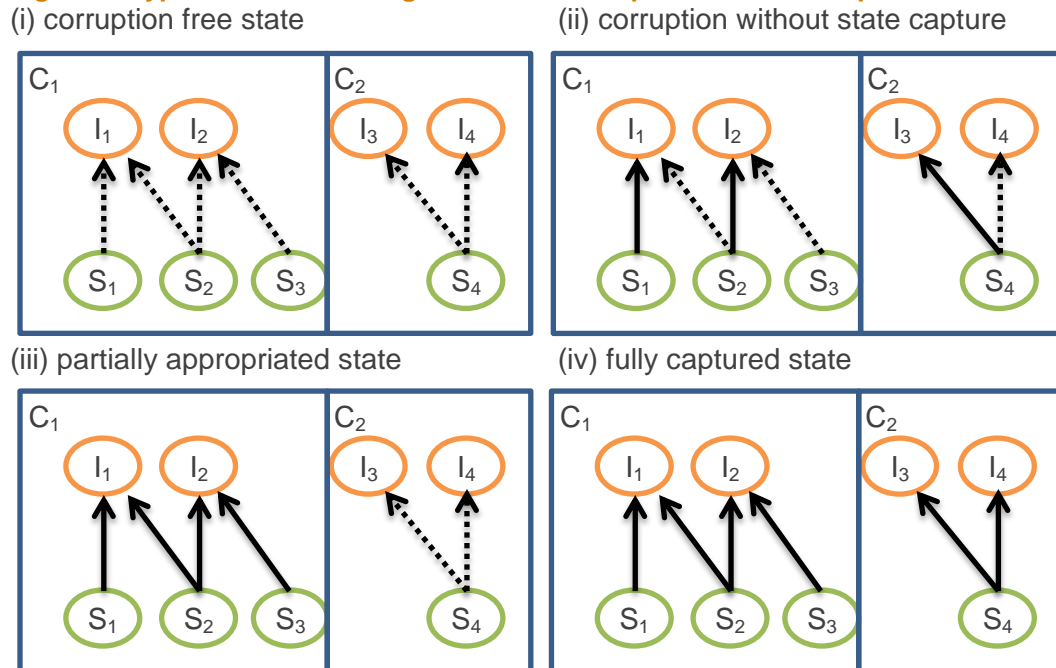 (i) corruption free state
(ii) corruption without state capture
C₁ C₂
I₁ I₂ I₃ I₄
S₁ S₂ S₃ S₄
C₁ C₂
I₁ I₂ I₃ I₄
S₁ S₂ S₃ S₄
(iii) partially appropriated state
(iv) fully captured state
C₁ C₂
I₁ I₂ I₃ I₄
S₁ S₂ S₃ S₄
C₁ C₂
I₁ I₂ I₃ I₄
S₁ S₂ S₃ S₄